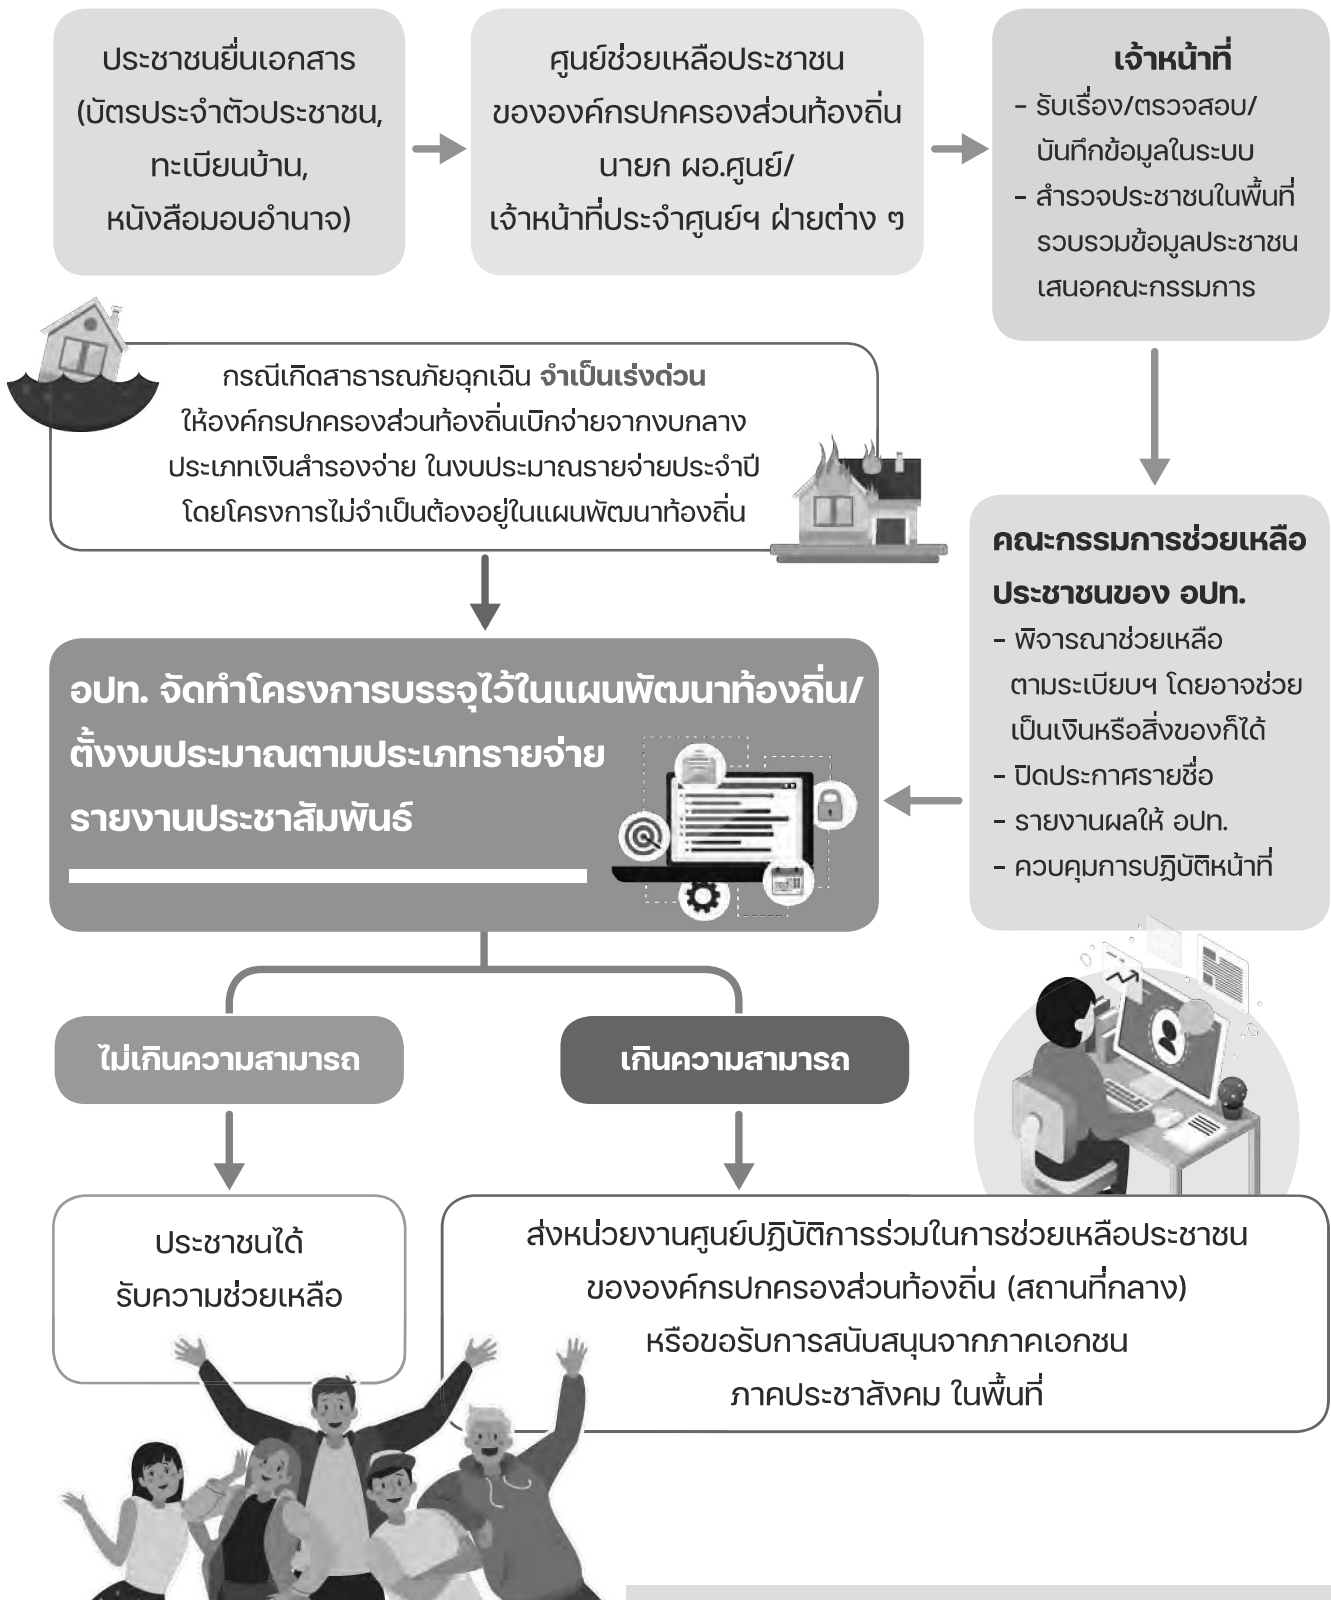 ประชาชนยื่นเอกสาร
(บัตรประจำตัวประชาชน,
ทะเบียนบ้าน,
หนังสือมอบอำนาจ)
ศูนย์ช่วยเหลือประชาชน
ขององค์กรปกครองส่วนท้องถิ่น
นายก ผอ.ศูนย์/
เจ้าหน้าที่ประจำศูนย์ฯ ฝ่ายต่าง ๆ
เจ้าหน้าที่
- รับเรื่อง/ตรวจสอบ/
บันทึกข้อมูลในระบบ
- สำรวจประชาชนในพื้นที่
รวบรวมข้อมูลประชาชน
เสนอคณะกรรมการ
กรณีเกิดสาธารณภัยฉุกเฉิน จำเป็นเร่งด่วน
ให้องค์กรปกครองส่วนท้องถิ่นเบิกจ่ายจากงบกลาง
ประเภทเงินสำรองจ่าย ในงบประมาณรายจ่ายประจำปี
โดยโครงการไม่จำเป็นต้องอยู่ในแผนพัฒนาท้องถิ่น
คณะกรรมการช่วยเหลือ
ประชาชนของ อปท.
- พิจารณาช่วยเหลือ
ตามระเบียบฯ โดยอาจช่วย
เป็นเงินหรือสิ่งของก็ได้
- ปิดประกาศรายชื่อ
- รายงานผลให้ อปท.
- ควบคุมการปฏิบัติหน้าที่
อปท. จัดทำโครงการบรรจุไว้ในแผนพัฒนาท้องถิ่น/
ตั้งงบประมาณตามประเภทรายจ่าย
รายงานประชาสัมพันธ์
ไม่เกินความสามารถ
เกินความสามารถ
ประชาชนได้
รับความช่วยเหลือ
ส่งหน่วยงานศูนย์ปฏิบัติการร่วมในการช่วยเหลือประชาชน
ขององค์กรปกครองส่วนท้องถิ่น (สถานที่กลาง)
หรือขอรับการสนับสนุนจากภาคเอกชน
ภาคประชาสังคม ในพื้นที่